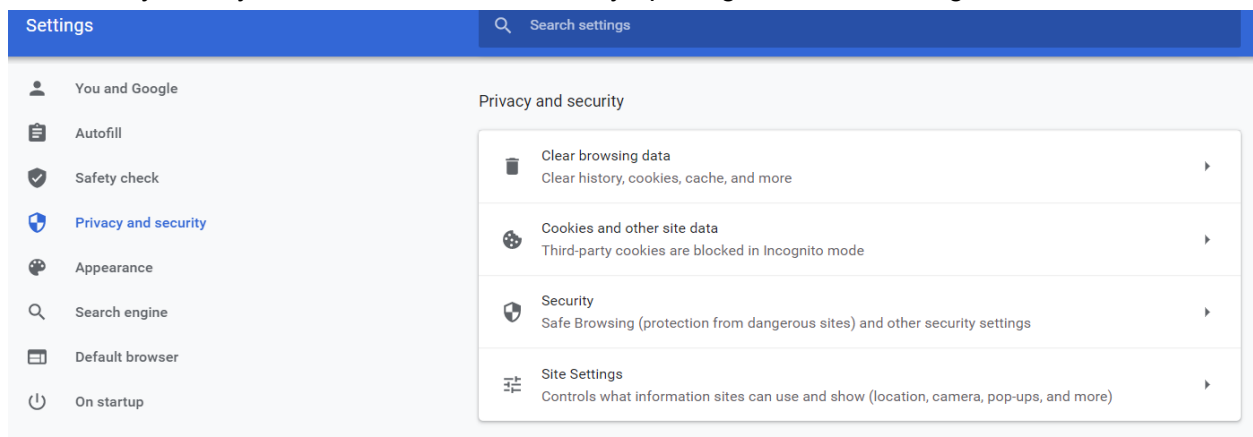 Settings
Search settings
You and Google
Autofill
Safety check
Privacy and security
Appearance
Search engine
Default browser
On startup
Privacy and security
Clear browsing data
Clear history, cookies, cache, and more
Cookies and other site data
Third-party cookies are blocked in Incognito mode
Security
Safe Browsing (protection from dangerous sites) and other security settings
Site Settings
Controls what information sites can use and show (location, camera, pop-ups, and more)